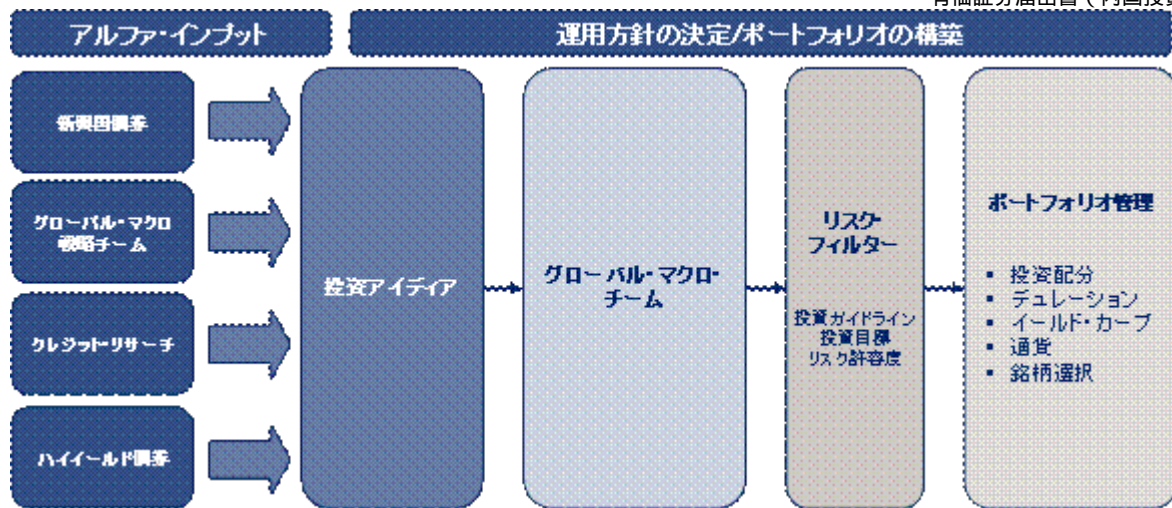 有価証券届出書(内国投資
アルファ・インプット
運用方針の決定/ポートフォリオの構築
新興国債券
グローバル・マクロ
戦略チーム
クレジット・リサーチ
ハイイールド債券
投資アイディア
グローバル・マクロ・
チーム
リスク・
フィルター
投資ガイドライン
投資目標
リスク許容度
ポートフォリオ管理
▪ 投資配分
▪ デュレーション
▪ イールド・カーブ
▪ 通貨
▪ 銘柄選択